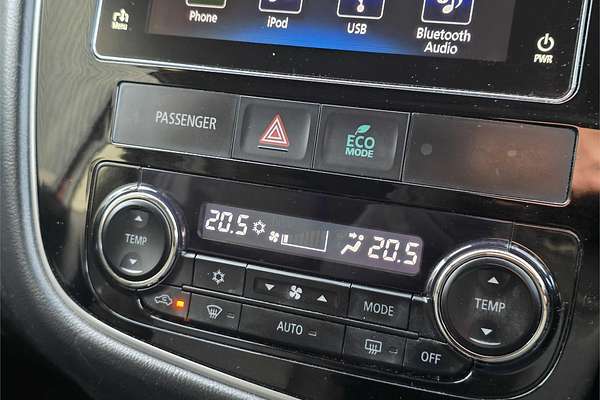 Menu
Phone
iPod
USB
Bluetooth
Audio
PWR
PASSENGER
ECO
MODE
20.5
20.5
TEMP
TEMP
MODE
AUTO
OFF